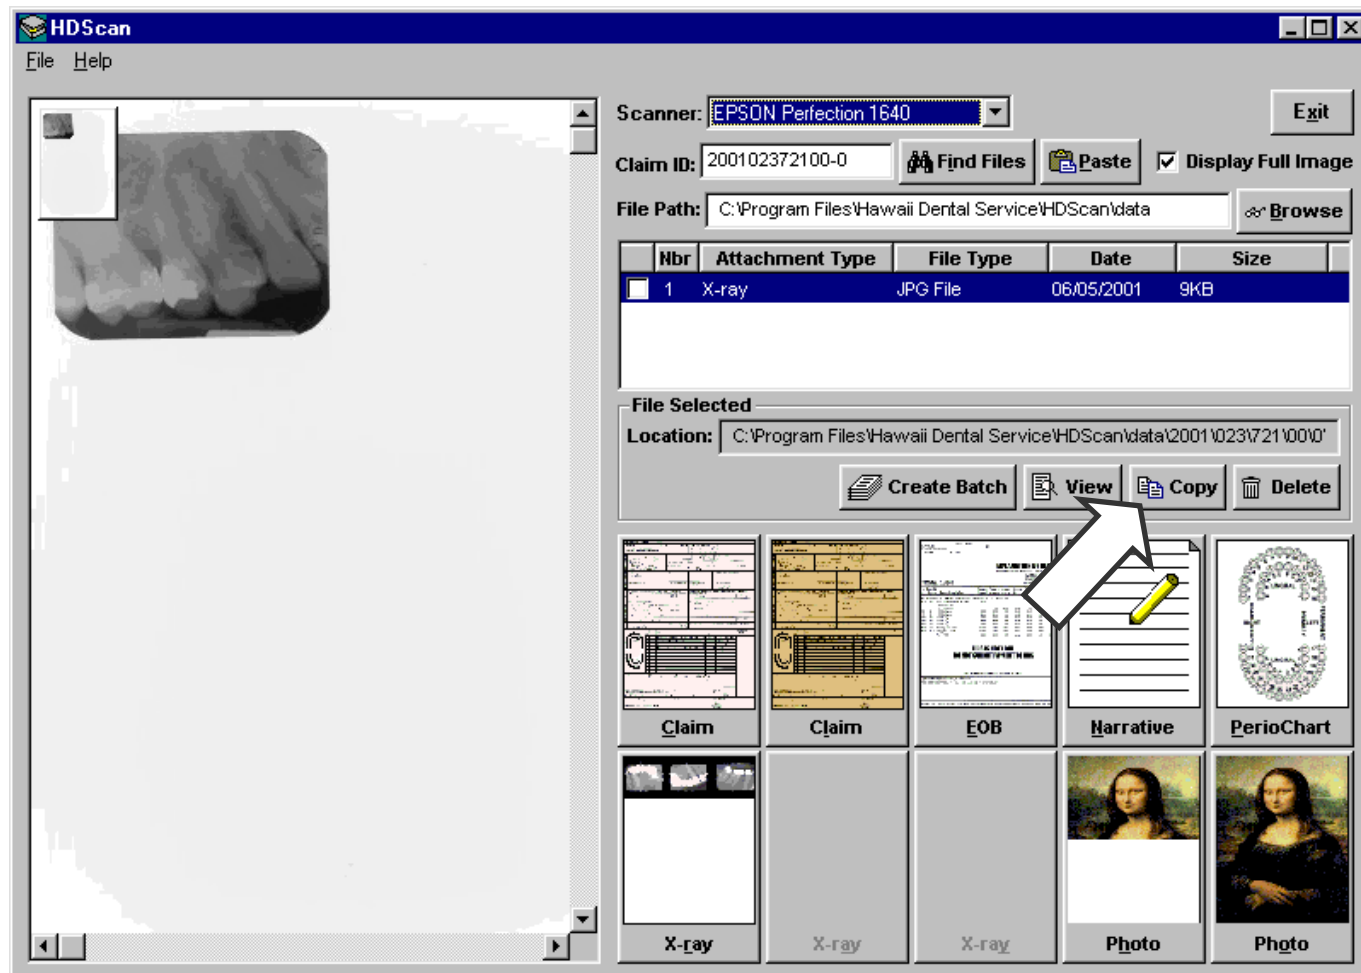 HDScan
File Help
Scanner: EPSON Perfection 1640
Exit
Claim ID: 200102372100-0 Find Files Paste Display Full Image
File Path: C:\Program Files\Hawaii Dental Service\HDScan\data Browse
Nbr Attachment Type File Type Date Size
1 X-ray JPG File 06/05/2001 9KB
File Selected
Location: C:\Program Files\Hawaii Dental Service\HDScan\data\2001\023\721\00\0'
Create Batch View Copy Delete
Claim Claim EOB Narrative PerioChart
X-ray X-ray X-ray Photo Photo